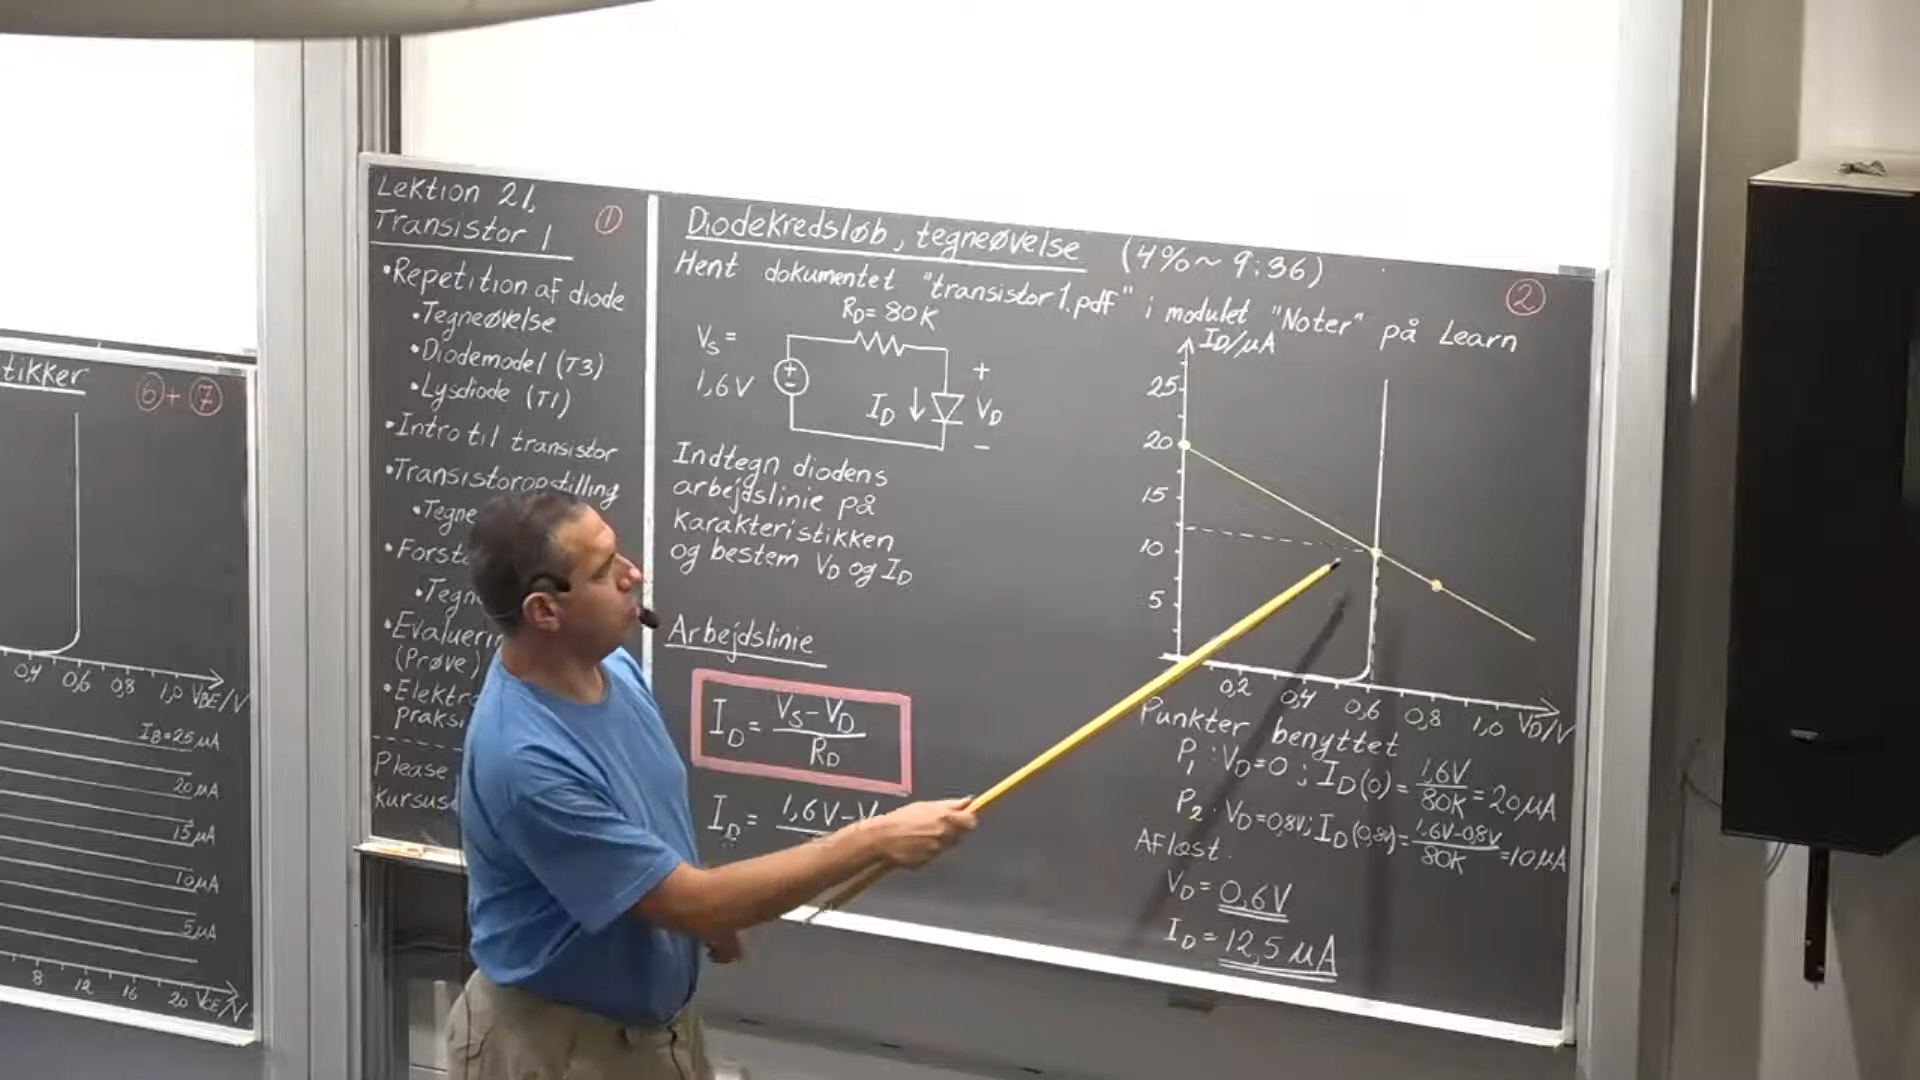 tikker
6 + 7
0,4 0,6 0,8 1,0 VBE/V
IB=25μA
20μA
15μA
10μA
5μA
8 12 16 20 VCE/V
Lektion 21,
Transistor 1
1
•Repetition af diode
•Tegneøvelse
•Diodemodel (T3)
•Lysdiode (T1)
•Intro til transistor
•Transistoropstilling
Please
Diodekredsløb, tegneøvelse (4% ~ 9:36)
2
Hent dokumentet "transistor1.pdf" i modulet "Noter" på Learn
RD= 80K
VS =
1,6V
+
-
ID
+
VD
-
Indtegn diodens
arbejdslinie på
karakteristikken
og bestem VD og ID
Arbejdslinie
ID = VS-VD
RD
ID = 1,6V-V
ID/μA
25
20
15
10
5
0,2 0,4 0,6 0,8 1,0 VD/V
Punkter benyttet
P1: VD=0 ; ID(0) = 1,6V/80K = 20μA
P2: VD=0,8V; ID(0,8V) = 1,6V-0,8V/80K = 10μA
Aflæst:
VD = 0,6V
ID = 12,5 μA